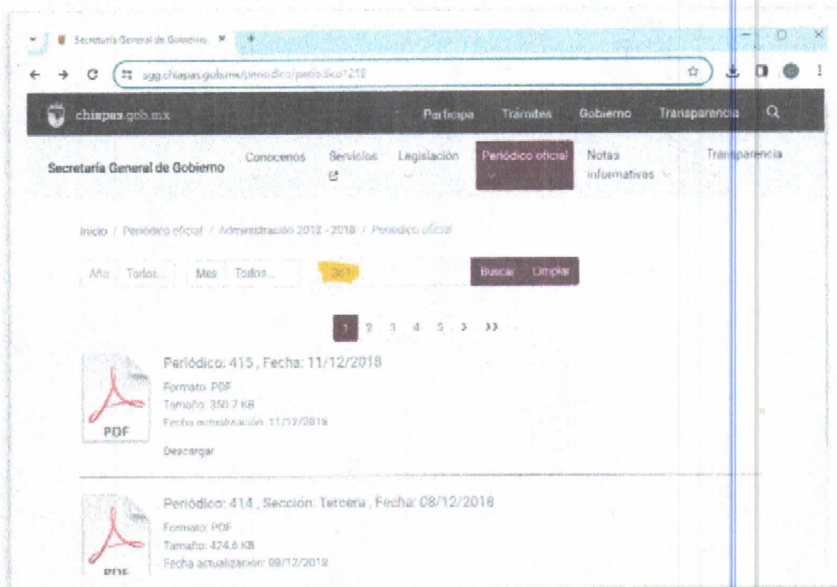 Secretaría General de Gobierno
sgg.chiapas.gob.mx/periodico/periodico1218
chiapas.gob.mx Participa Trámites Gobierno Transparencia
Secretaría General de Gobierno Conocenos Servicios Legislación Periódico oficial Notas informativas Transparencia
Inicio / Periódico oficial / Administración 2012 - 2018 / Periodico oficial
Año Todos... Mes Todos... 361 Buscar Limpiar
1 2 3 4 5 > >>
Periódico: 415 , Fecha: 11/12/2018
Formato: PDF
Tamaño: 350.7 KB
Fecha actualización: 11/12/2018
PDF
Descargar
Periódico: 414 , Sección: Tercera , Fecha: 08/12/2018
Formato: PDF
Tamaño: 424.6 KB
Fecha actualización: 09/12/2018
PDF